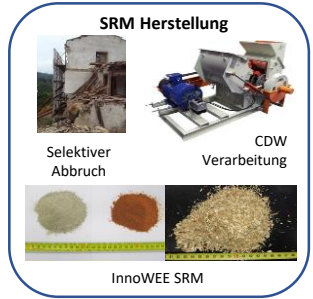 SRM Herstellung
Selektiver
Abbruch
CDW
Verarbeitung
InnoWEE SRM